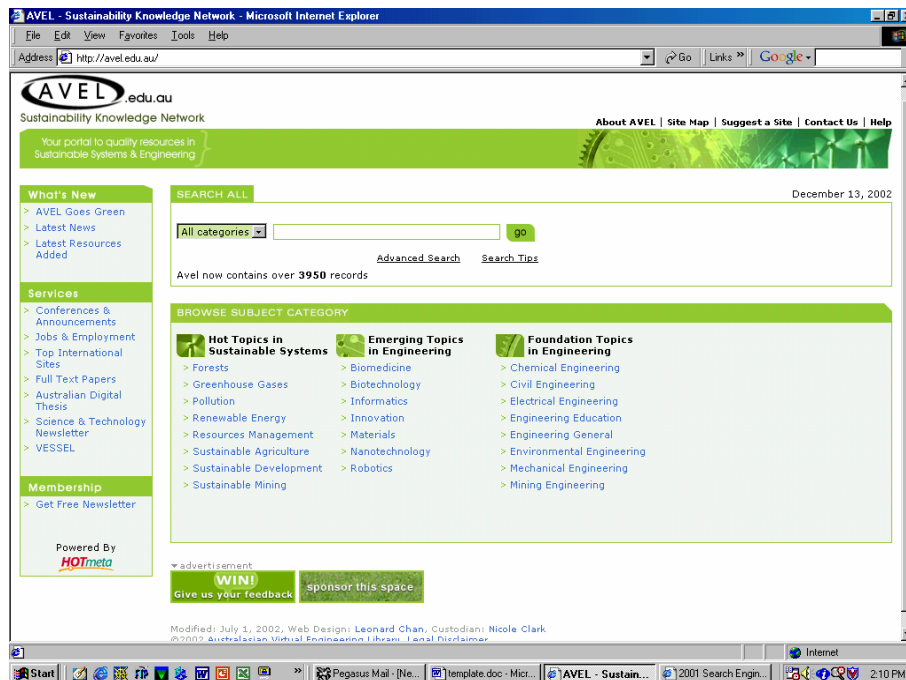 AVEL - Sustainability Knowledge Network - Microsoft Internet Explorer
File Edit View Favorites Tools Help
Address http://avel.edu.au/ Go Links » Google
AVEL.edu.au
Sustainability Knowledge Network
About AVEL | Site Map | Suggest a Site | Contact Us | Help
Your portal to quality resources in
Sustainable Systems & Engineering
What's New
> AVEL Goes Green
> Latest News
> Latest Resources
Added
Services
> Conferences &
Announcements
> Jobs & Employment
> Top International
Sites
> Full Text Papers
> Australian Digital
Thesis
> Science & Technology
Newsletter
> VESSEL
Membership
> Get Free Newsletter
Powered By
HOTmeta
SEARCH ALL
December 13, 2002
All categories go
Advanced Search Search Tips
Avel now contains over 3950 records
BROWSE SUBJECT CATEGORY
Hot Topics in
Sustainable Systems
> Forests
> Greenhouse Gases
> Pollution
> Renewable Energy
> Resources Management
> Sustainable Agriculture
> Sustainable Development
> Sustainable Mining
Emerging Topics
in Engineering
> Biomedicine
> Biotechnology
> Informatics
> Innovation
> Materials
> Nanotechnology
> Robotics
Foundation Topics
in Engineering
> Chemical Engineering
> Civil Engineering
> Electrical Engineering
> Engineering Education
> Engineering General
> Environmental Engineering
> Mechanical Engineering
> Mining Engineering
advertisement
WIN!
Give us your feedback
sponsor this space
Modified: July 1, 2002, Web Design: Leonard Chan, Custodian: Nicole Clark
©2002 Australasian Virtual Engineering Library. Legal Disclaimer
Internet
Start » Pegasus Mail - [Ne... template.doc - Micr... AVEL - Sustain... 2001 Search Engin... 2:10 PM